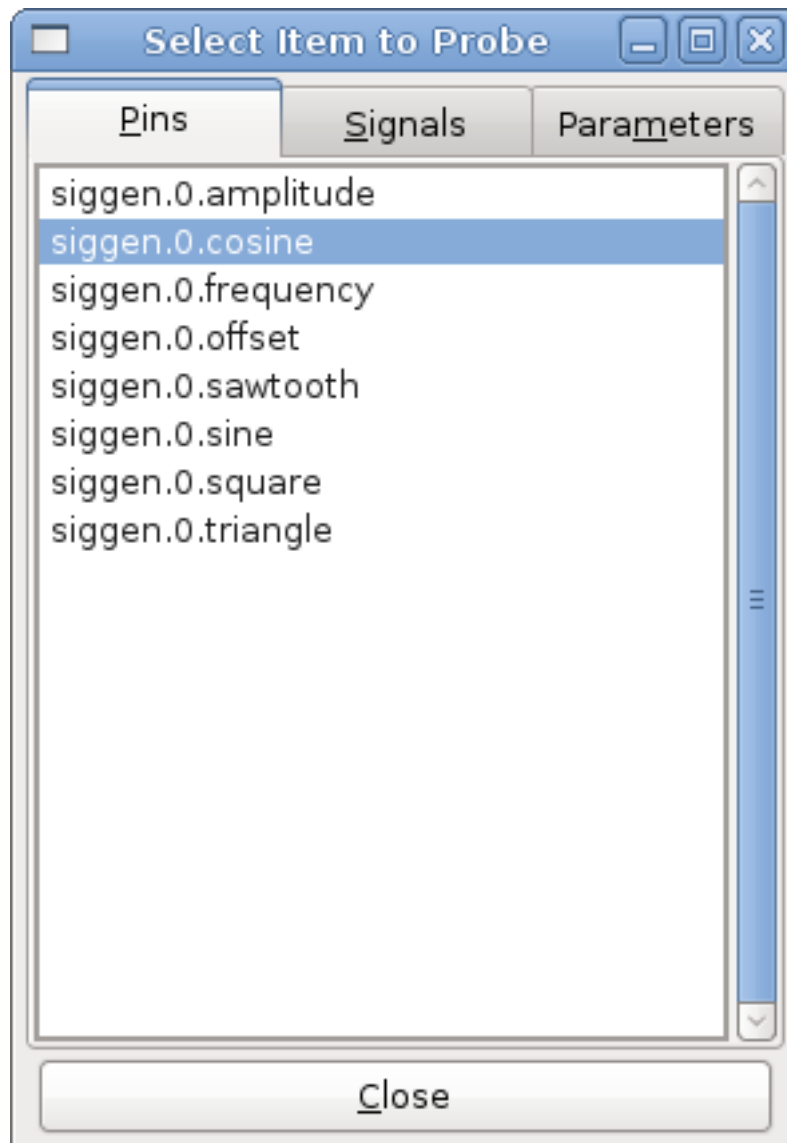 Select Item to Probe
Pins Signals Parameters
siggen.0.amplitude
siggen.0.cosine
siggen.0.frequency
siggen.0.offset
siggen.0.sawtooth
siggen.0.sine
siggen.0.square
siggen.0.triangle
Close